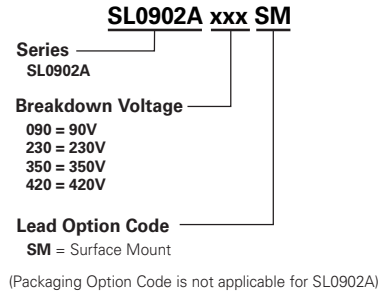 SL0902A xxx SM
Series
SL0902A
Breakdown Voltage
090 = 90V
230 = 230V
350 = 350V
420 = 420V
Lead Option Code
SM = Surface Mount
(Packaging Option Code is not applicable for SL0902A)